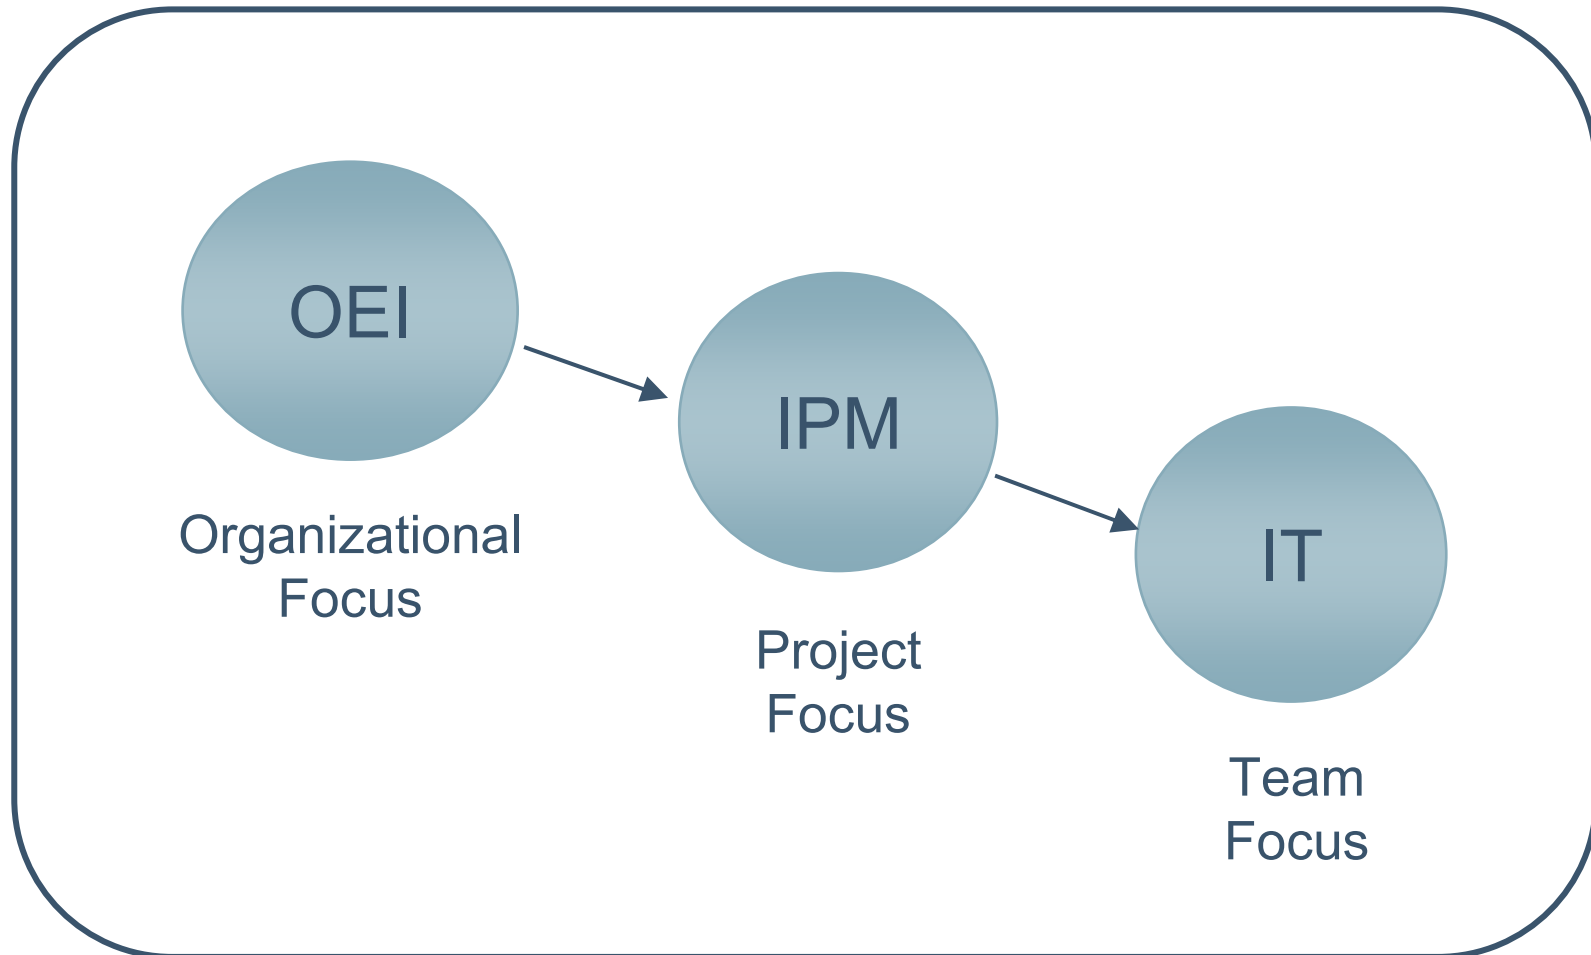 OEI
Organizational
Focus
IPM
Project
Focus
IT
Team
Focus